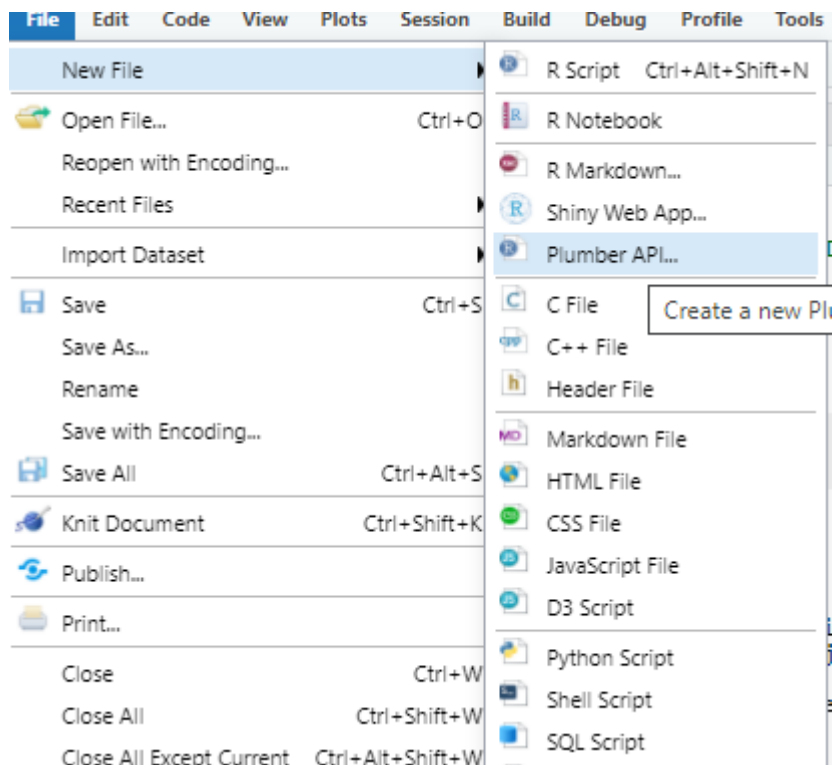 File Edit Code View Plots Session Build Debug Profile Tools
New File
Open File... Ctrl+O
Reopen with Encoding...
Recent Files
Import Dataset
Save Ctrl+S
Save As...
Rename
Save with Encoding...
Save All Ctrl+Alt+S
Knit Document Ctrl+Shift+K
Publish...
Print...
Close Ctrl+W
Close All Ctrl+Shift+W
Close All Except Current Ctrl+Alt+Shift+W
R Script Ctrl+Alt+Shift+N
R Notebook
R Markdown...
Shiny Web App...
Plumber API...
C File
Create a new Plu
C++ File
Header File
Markdown File
HTML File
CSS File
JavaScript File
D3 Script
Python Script
Shell Script
SQL Script